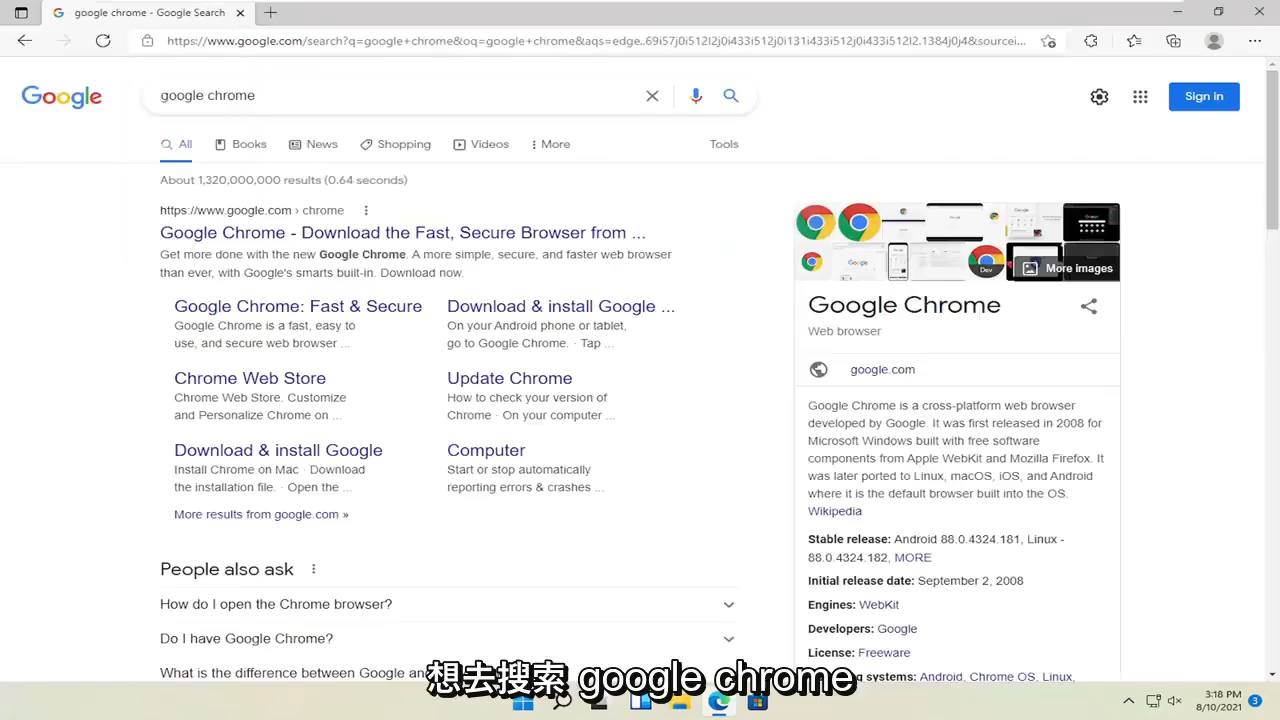 google chrome - Google Search
https://www.google.com/search?q=google+chrome&oq=google+chrome&aqs=edge..69i57j0i512l2j0i433i512j0i131i433i512j0i433i512l2.1384j0j4&sourcei...
Google
google chrome
Sign in
All Books News Shopping Videos More Tools
About 1,320,000,000 results (0.64 seconds)
https://www.google.com › chrome
Google Chrome - Download the Fast, Secure Browser from ...
Get more done with the new Google Chrome. A more simple, secure, and faster web browser
than ever, with Google's smarts built-in. Download now.
Google Chrome: Fast & Secure
Google Chrome is a fast, easy to
use, and secure web browser ...
Download & install Google ...
On your Android phone or tablet,
go to Google Chrome. · Tap ...
Chrome Web Store
Chrome Web Store. Customize
and Personalize Chrome on ...
Update Chrome
How to check your version of
Chrome · On your computer ...
Download & install Google
Install Chrome on Mac · Download
the installation file. · Open the ...
Computer
Start or stop automatically
reporting errors & crashes ...
More results from google.com »
People also ask
How do I open the Chrome browser?
Do I have Google Chrome?
What is the difference between Google an
Dev
More images
Google Chrome
Web browser
google.com
Google Chrome is a cross-platform web browser
developed by Google. It was first released in 2008 for
Microsoft Windows built with free software
components from Apple WebKit and Mozilla Firefox. It
was later ported to Linux, macOS, iOS, and Android
where it is the default browser built into the OS.
Wikipedia
Stable release: Android 88.0.4324.181, Linux -
88.0.4324.182, MORE
Initial release date: September 2, 2008
Engines: WebKit
Developers: Google
License: Freeware
systems: Android, Chrome OS, Linux,
想去搜索 google chrome
3:18 PM
8/10/2021
3